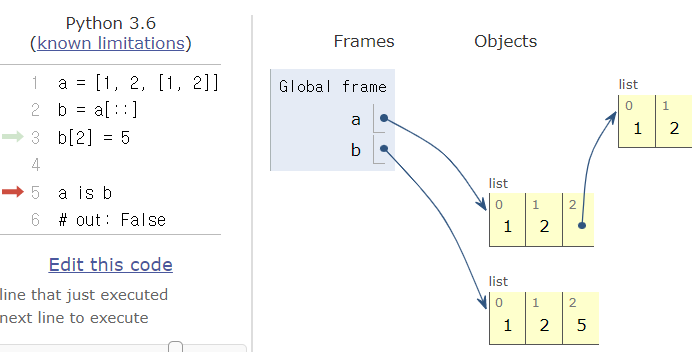 Python 3.6
(known limitations)
1 a = [1, 2, [1, 2]]
2 b = a[::]
3 b[2] = 5
4
5 a is b
6 # out: False
Edit this code
line that just executed
next line to execute
Frames
Objects
Global frame
a
b
list
0 1
1 2
list
0 1 2
1 2
list
0 1 2
1 2 5